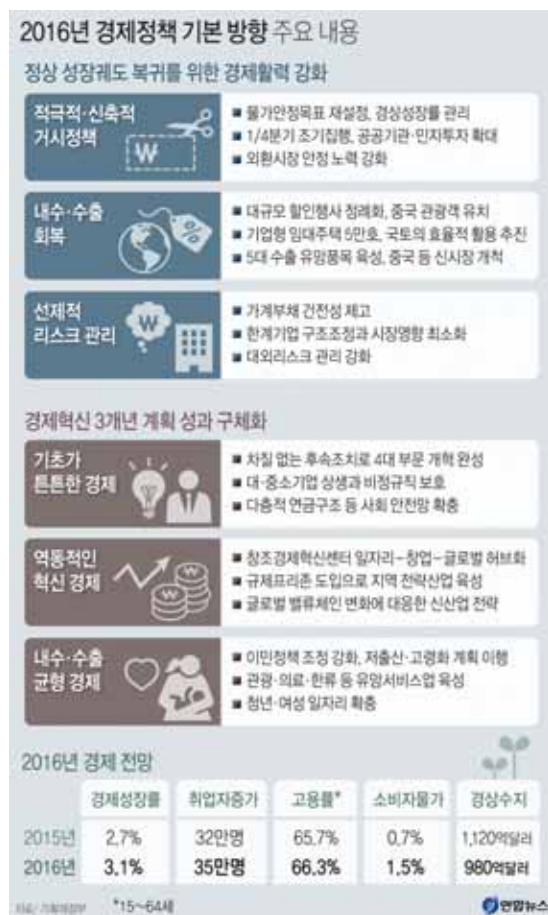 2016년 경제정책 기본 방향 주요 내용
정상 성장궤도 복귀를 위한 경제활력 강화
적극적·신축적
거시정책
W
■ 물가안정목표 재설정, 경상성장률 관리
■ 1/4분기 조기집행, 공공기관·민자투자 확대
■ 외환시장 안정 노력 강화
내수·수출
회복
%
■ 대규모 할인행사 정례화, 중국 관광객 유치
■ 기업형 임대주택 5만호, 국토의 효율적 활용 추진
■ 5대 수출 유망품목 육성, 중국 등 신시장 개척
선제적
리스크 관리
W
■ 가계부채 건전성 제고
■ 한계기업 구조조정과 시장영향 최소화
■ 대외리스크 관리 강화
경제혁신 3개년 계획 성과 구체화
기초가
튼튼한 경제
■ 차질 없는 후속조치로 4대 부문 개혁 완성
■ 대·중소기업 상생과 비정규직 보호
■ 다층적 연금구조 등 사회 안전망 확충
역동적인
혁신 경제
■ 창조경제혁신센터 일자리-창업-글로벌 허브화
■ 규제프리존 도입으로 지역 전략산업 육성
■ 글로벌 밸류체인 변화에 대응한 신산업 전략
내수·수출
균형 경제
■ 이민정책 조정 강화, 저출산·고령화 계획 이행
■ 관광·의료·한류 등 유망서비스업 육성
■ 청년·여성 일자리 확충
2016년 경제 전망
경제성장률 취업자증가 고용률* 소비자물가 경상수지
2015년 2.7% 32만명 65.7% 0.7% 1,120억달러
2016년 3.1% 35만명 66.3% 1.5% 980억달러
자료/ 기획재정부 *15~64세 연합뉴스